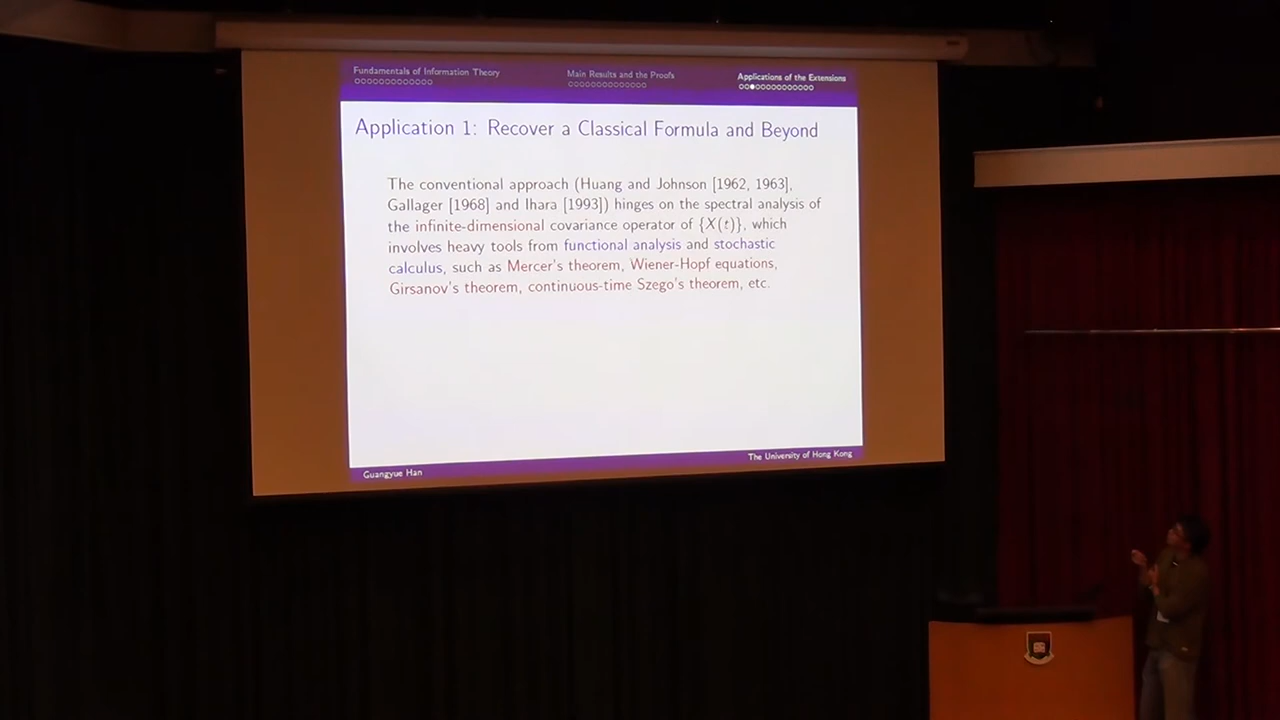 Fundamentals of Information Theory
Main Results and the Proofs
Applications of the Extensions
Application 1: Recover a Classical Formula and Beyond
The conventional approach (Huang and Johnson [1962, 1963],
Gallager [1968] and Ihara [1993]) hinges on the spectral analysis of
the infinite-dimensional covariance operator of {X(t)}, which
involves heavy tools from functional analysis and stochastic
calculus, such as Mercer's theorem, Wiener-Hopf equations,
Girsanov's theorem, continuous-time Szego's theorem, etc.
Guangyue Han
The University of Hong Kong